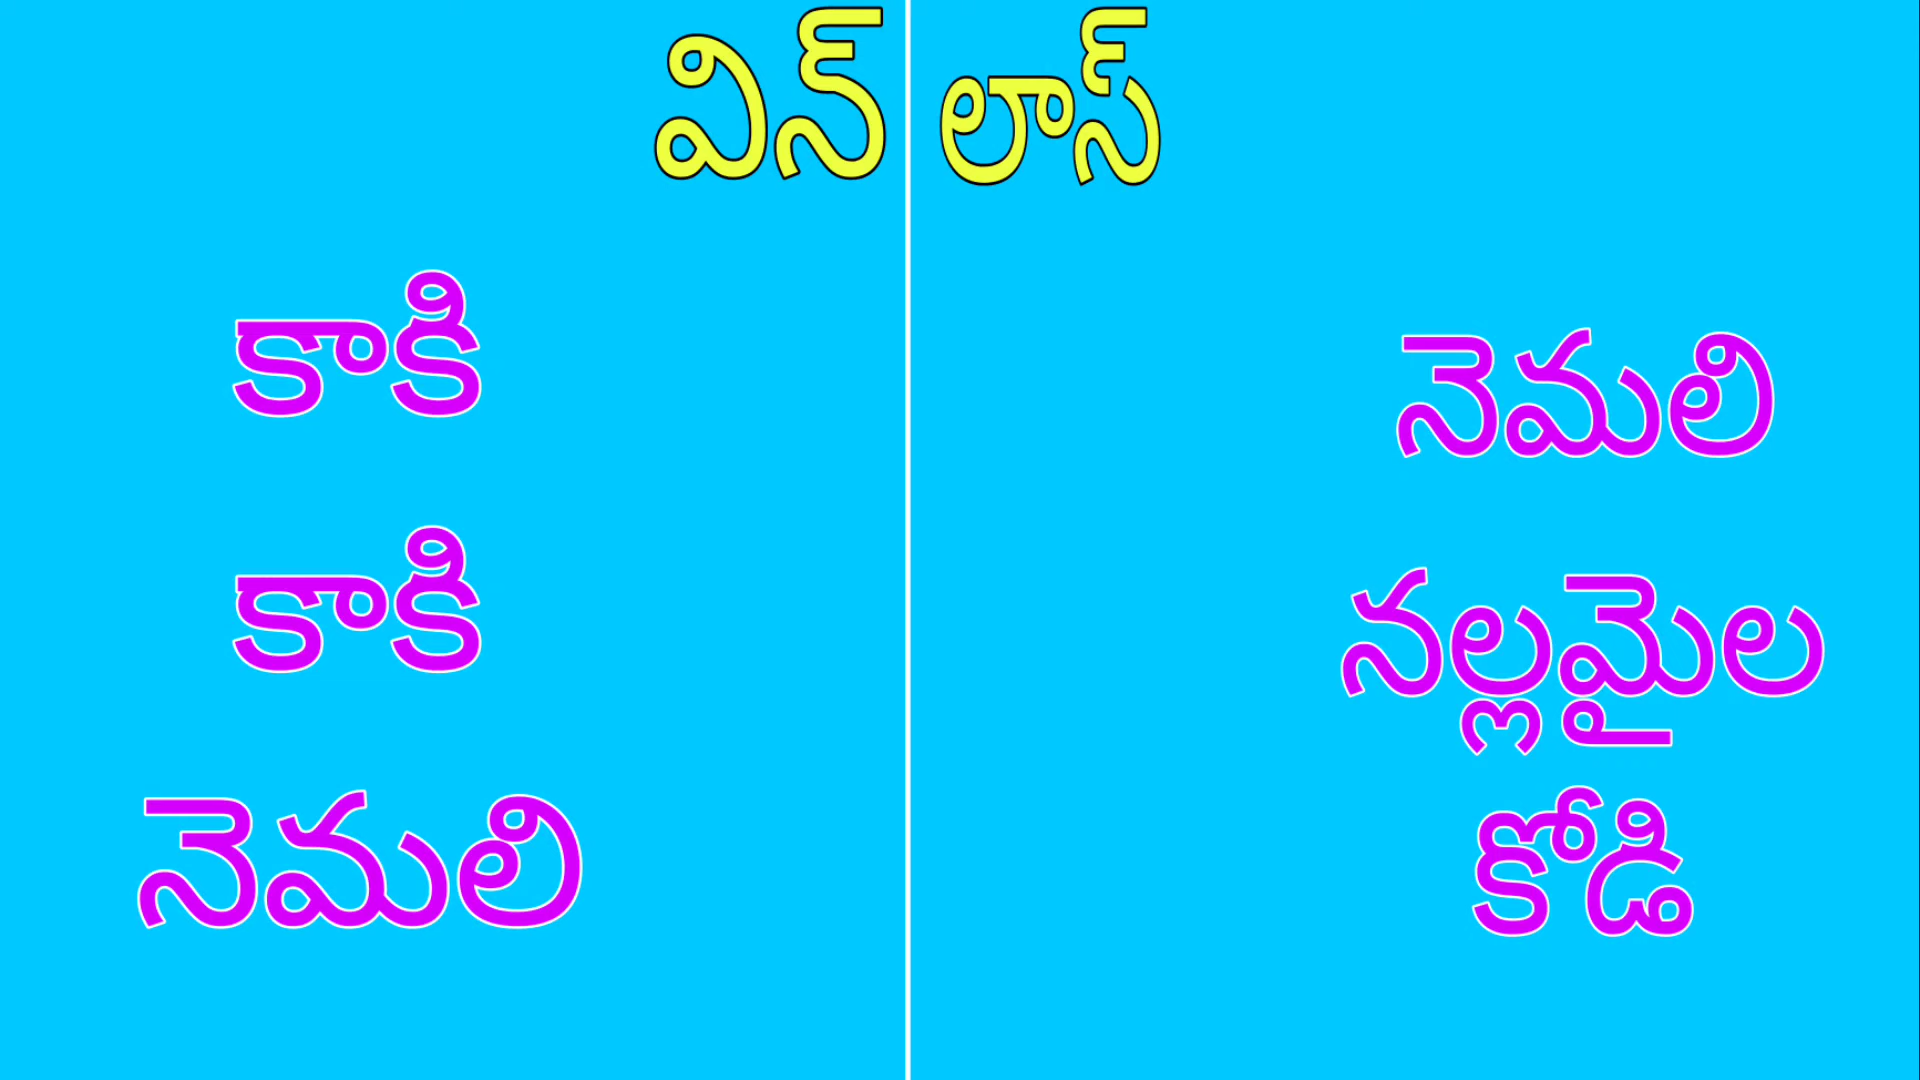 విన్ లాస్
కాకి నెమలి
కాకి నల్లమైల
నెమలి కోడి